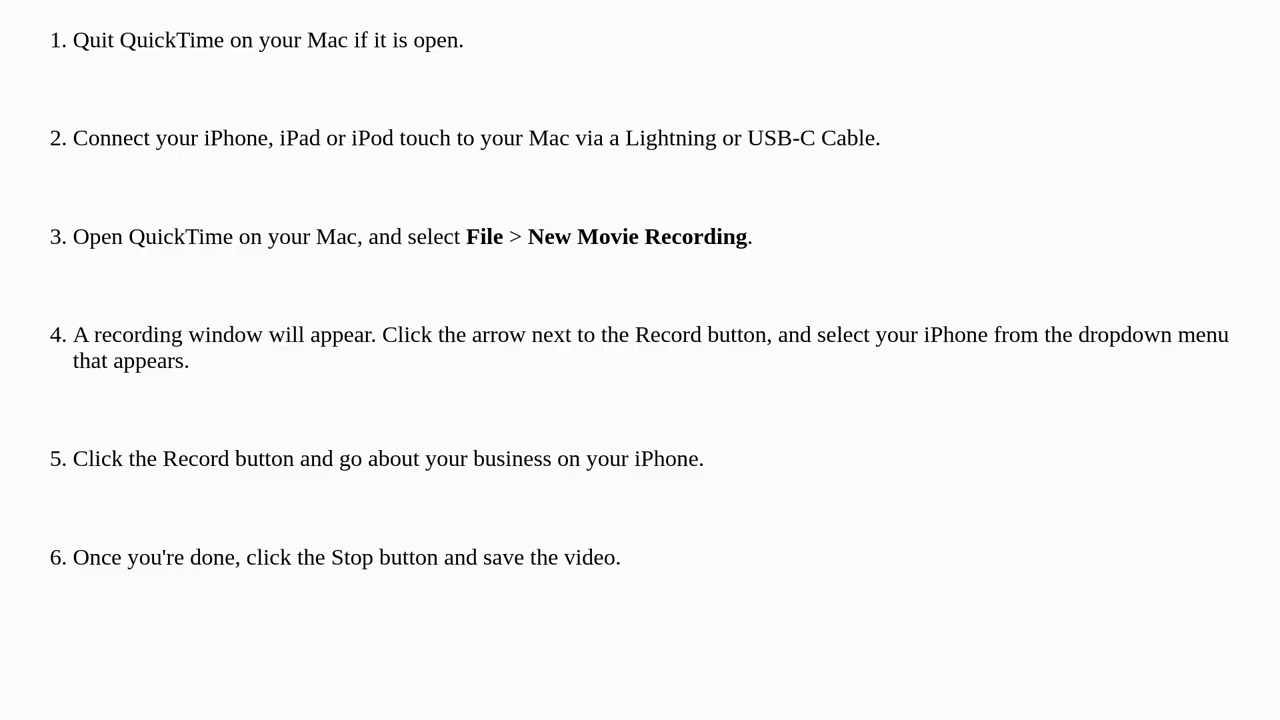 1. Quit QuickTime on your Mac if it is open.
2. Connect your iPhone, iPad or iPod touch to your Mac via a Lightning or USB-C Cable.
3. Open QuickTime on your Mac, and select File > New Movie Recording.
4. A recording window will appear. Click the arrow next to the Record button, and select your iPhone from the dropdown menu
that appears.
5. Click the Record button and go about your business on your iPhone.
6. Once you're done, click the Stop button and save the video.